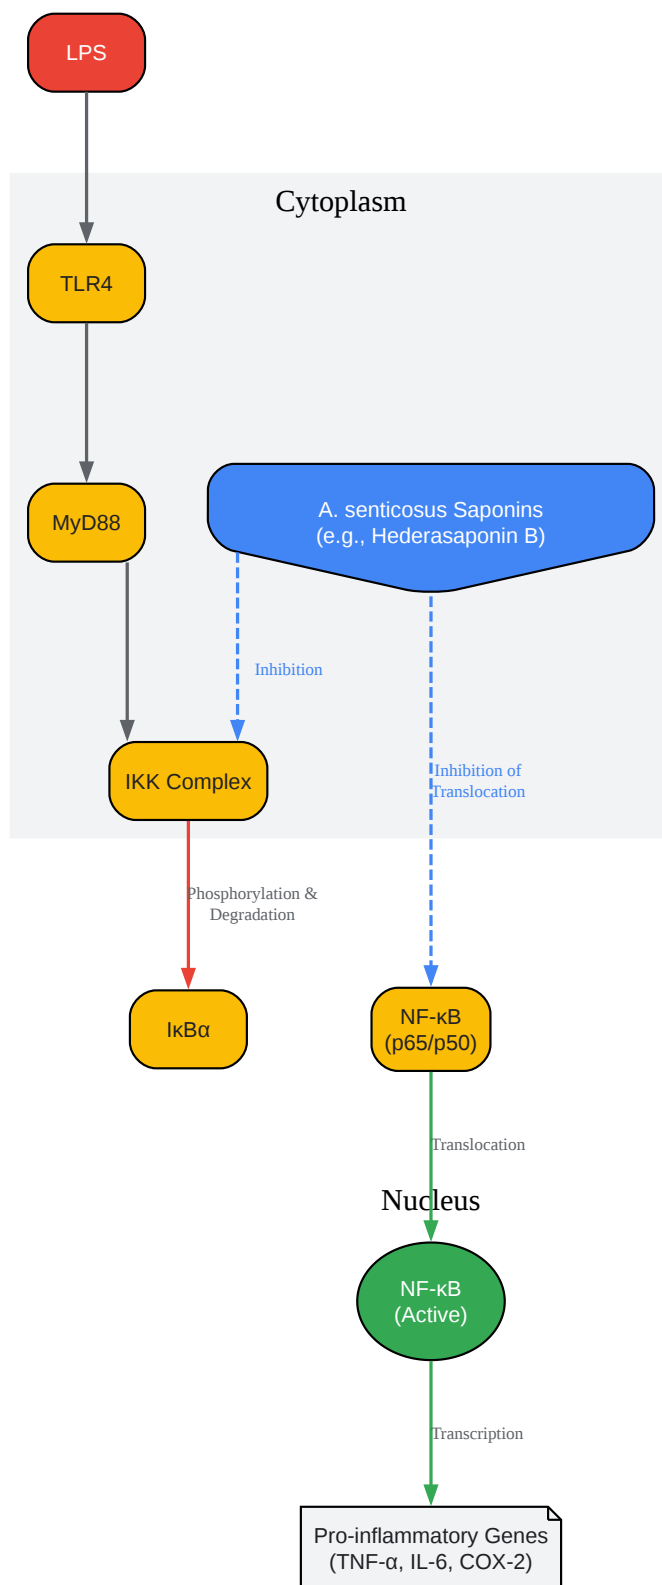 LPS
Cytoplasm
TLR4
MyD88
A. senticosus Saponins
(e.g., Hederasaponin B)
Inhibition
IKK Complex
Inhibition of
Translocation
Phosphorylation &
Degradation
IκBα
NF-κB
(p65/p50)
Translocation
Nucleus
NF-κB
(Active)
Transcription
Pro-inflammatory Genes
(TNF-α, IL-6, COX-2)